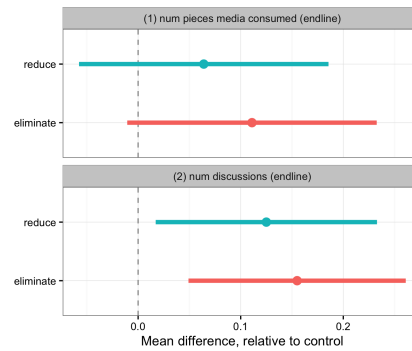 (1) num pieces media consumed (endline)
reduce
eliminate
(2) num discussions (endline)
reduce
eliminate
0.0 0.1 0.2
Mean difference, relative to control